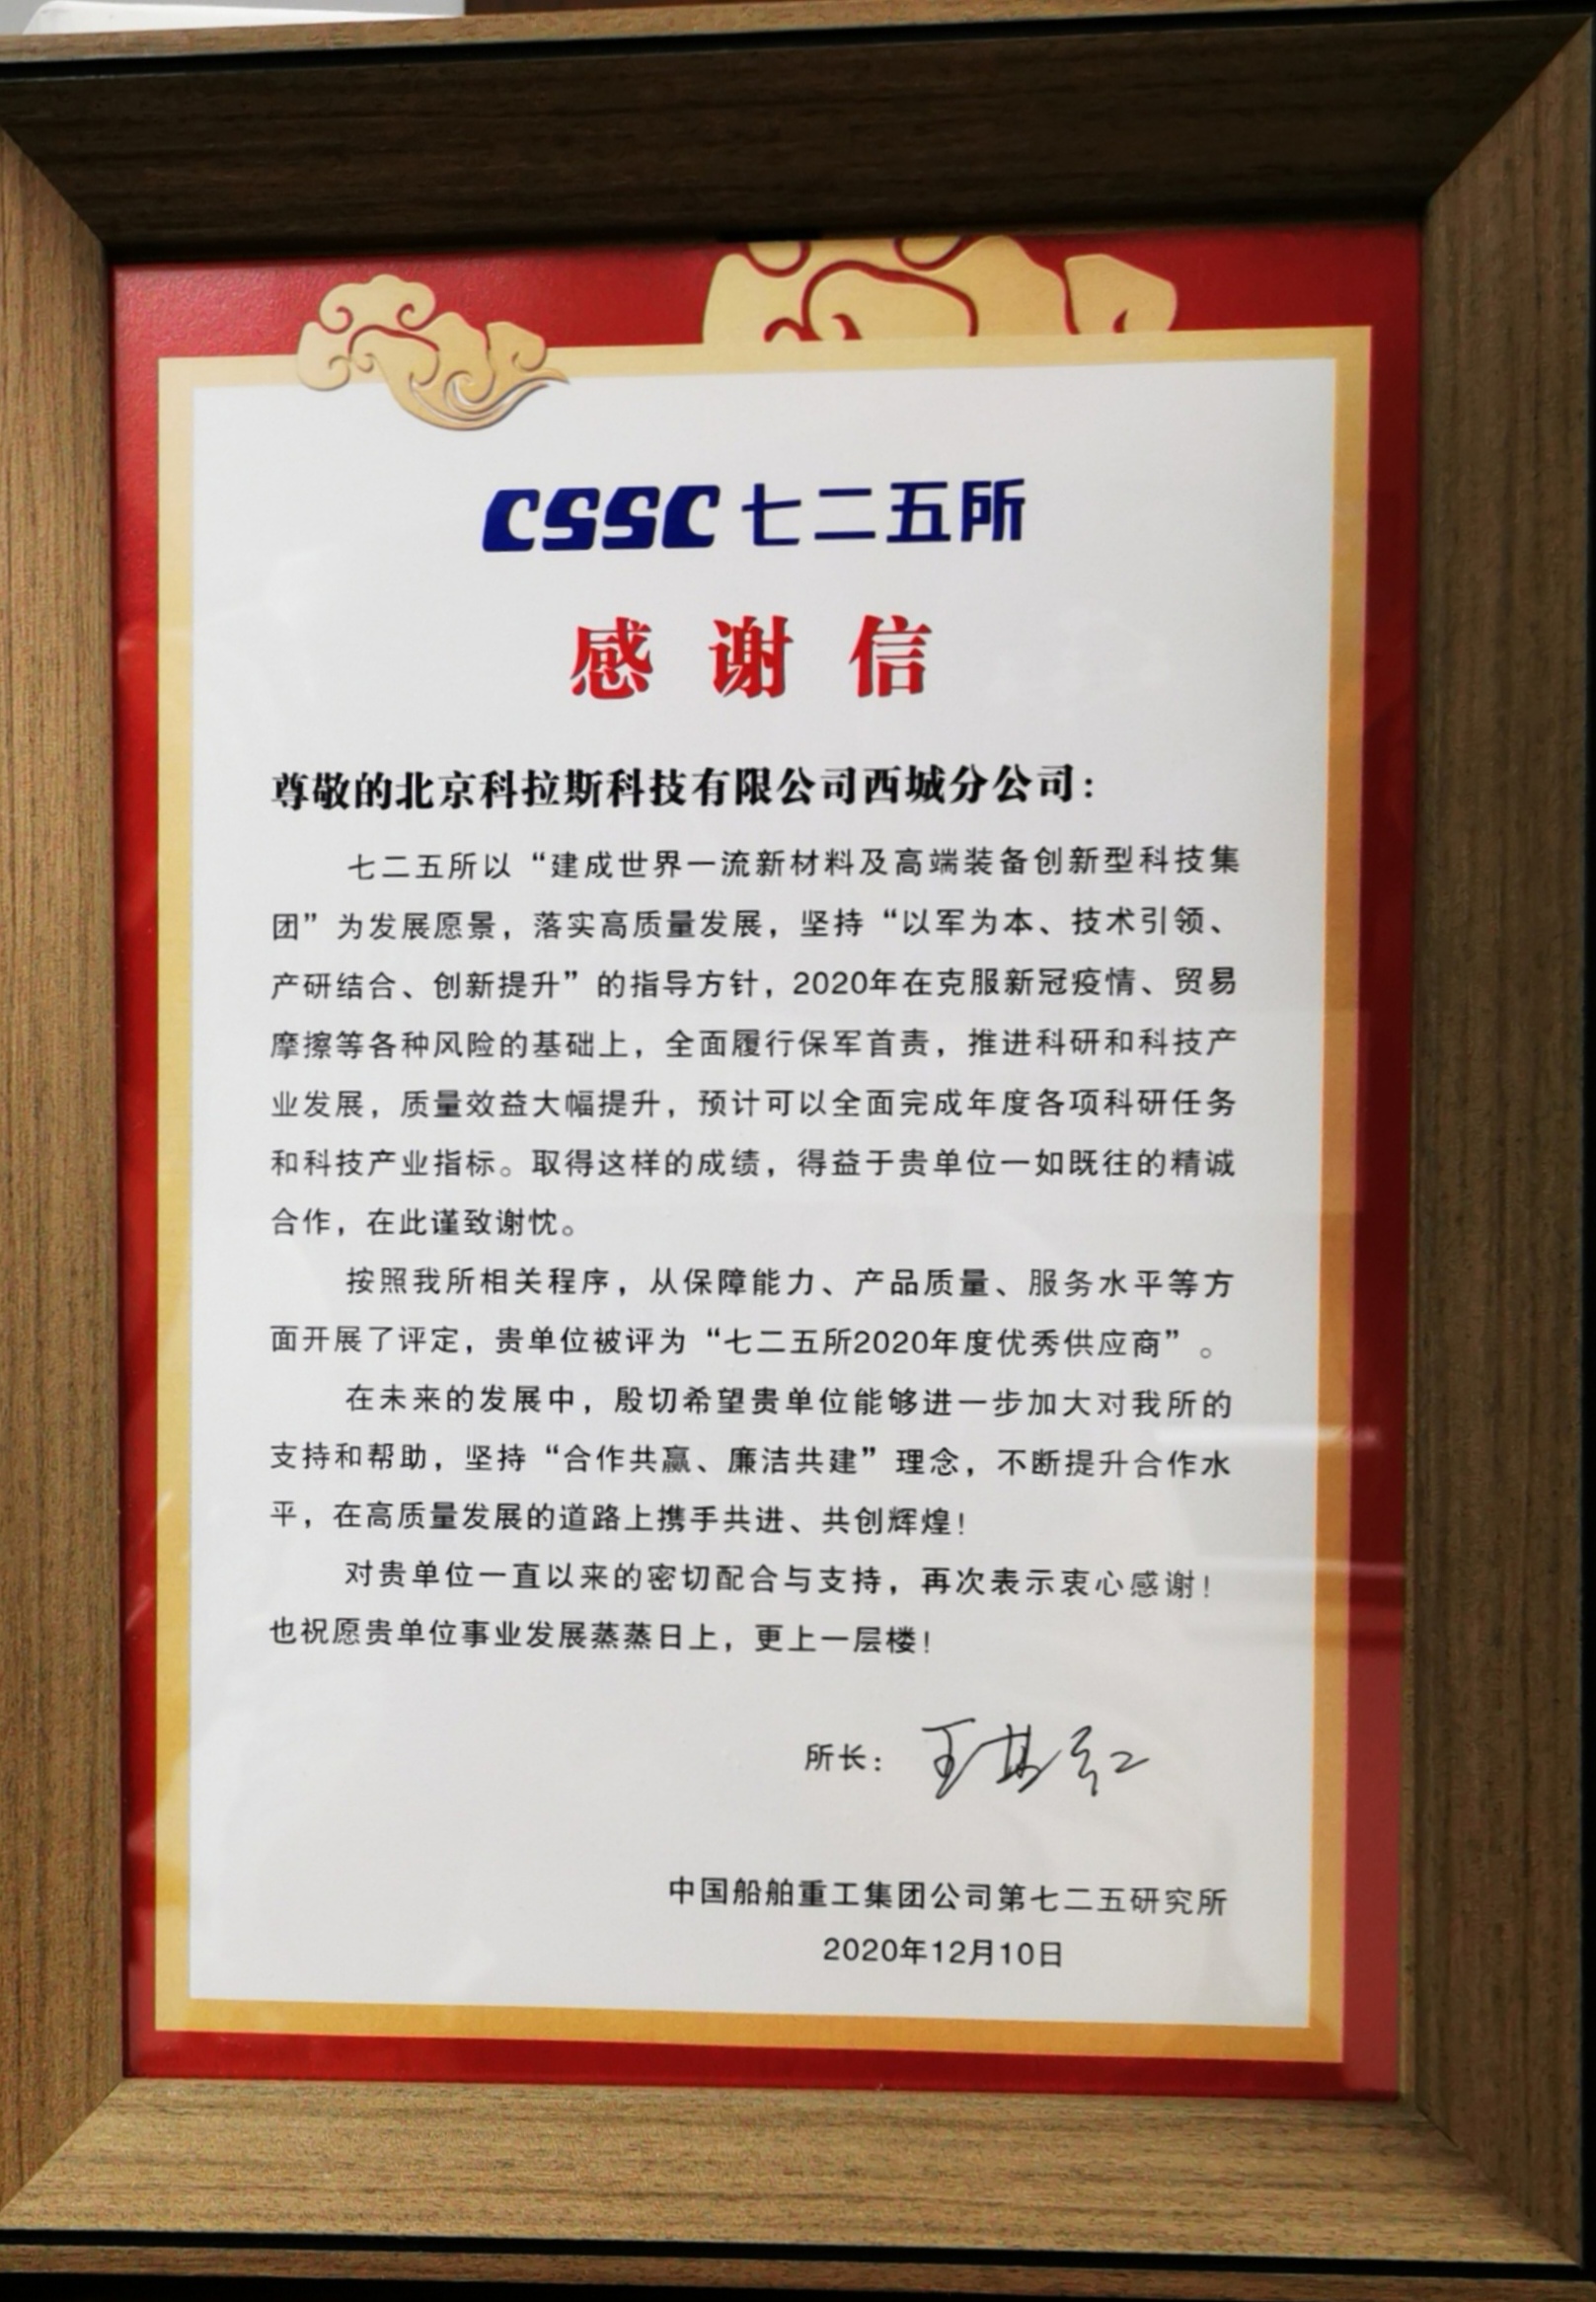 CSSC 七二五所
感谢信
尊敬的北京科拉斯科技有限公司西城分公司：
七二五所以“建成世界一流新材料及高端装备创新型科技集
团”为发展愿景，落实高质量发展，坚持“以军为本、技术引领、
产研结合、创新提升”的指导方针，2020年在克服新冠疫情、贸易
摩擦等各种风险的基础上，全面履行保军首责，推进科研和科技产
业发展，质量效益大幅提升，预计可以全面完成年度各项科研任务
和科技产业指标。取得这样的成绩，得益于贵单位一如既往的精诚
合作，在此谨致谢忱。
按照我所相关程序，从保障能力、产品质量、服务水平等方
面开展了评定，贵单位被评为“七二五所2020年度优秀供应商”。
在未来的发展中，殷切希望贵单位能够进一步加大对我所的
支持和帮助，坚持“合作共赢、廉洁共建”理念，不断提升合作水
平，在高质量发展的道路上携手共进、共创辉煌！
对贵单位一直以来的密切配合与支持，再次表示衷心感谢！
也祝愿贵单位事业发展蒸蒸日上，更上一层楼！
所长：王其红
中国船舶重工集团公司第七二五研究所
2020年12月10日